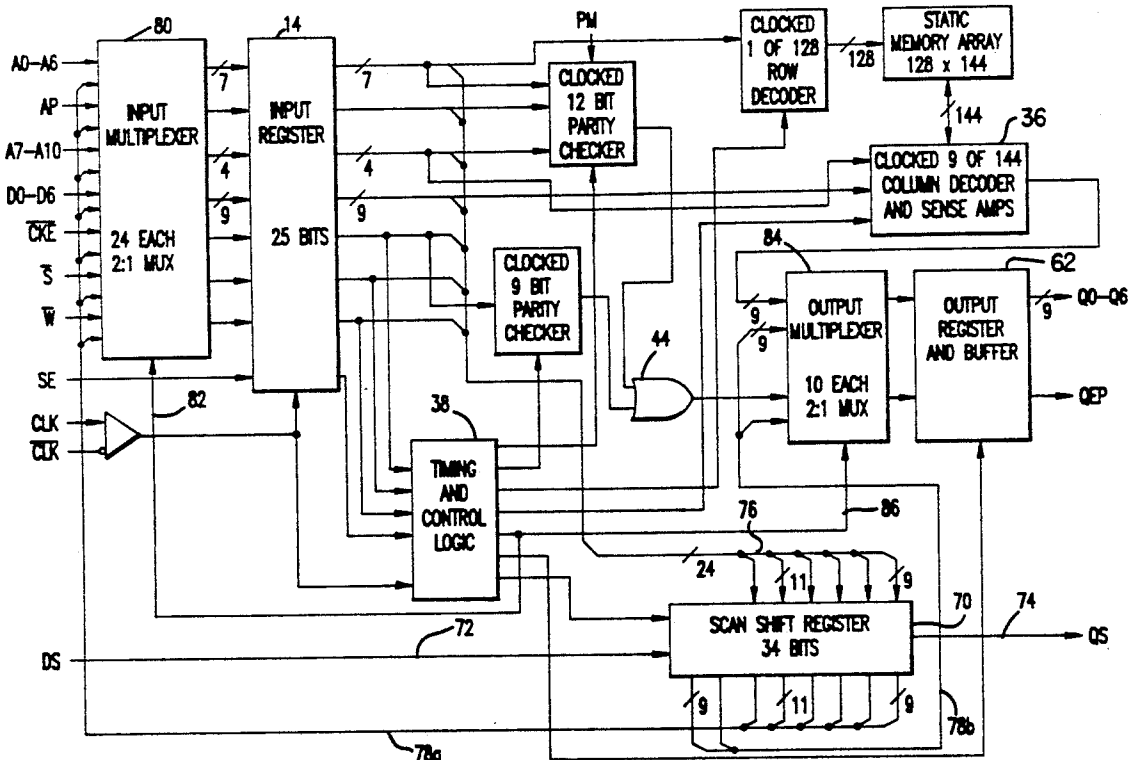 80
14
PM
CLOCKED
1 OF 128
ROW
DECODER
128
STATIC
MEMORY ARRAY
128 x 144
A0-A6
AP
A7-A10
D0-D6
CKE
S
W
SE
CLK
CLK
INPUT
MULTIPLEXER
24 EACH
2:1 MUX
7
4
9
INPUT
REGISTER
25 BITS
7
4
9
CLOCKED
12 BIT
PARITY
CHECKER
144
36
CLOCKED 9 OF 144
COLUMN DECODER
AND SENSE AMPS
CLOCKED
9 BIT
PARITY
CHECKER
44
84
9
9
OUTPUT
MULTIPLEXER
10 EACH
2:1 MUX
62
OUTPUT
REGISTER
AND BUFFER
9
Q0-Q6
QEP
82
38
TIMING
AND
CONTROL
LOGIC
86
76
24
11
9
70
SCAN SHIFT REGISTER
34 BITS
74
QS
DS
72
9
11
9
78a
78b